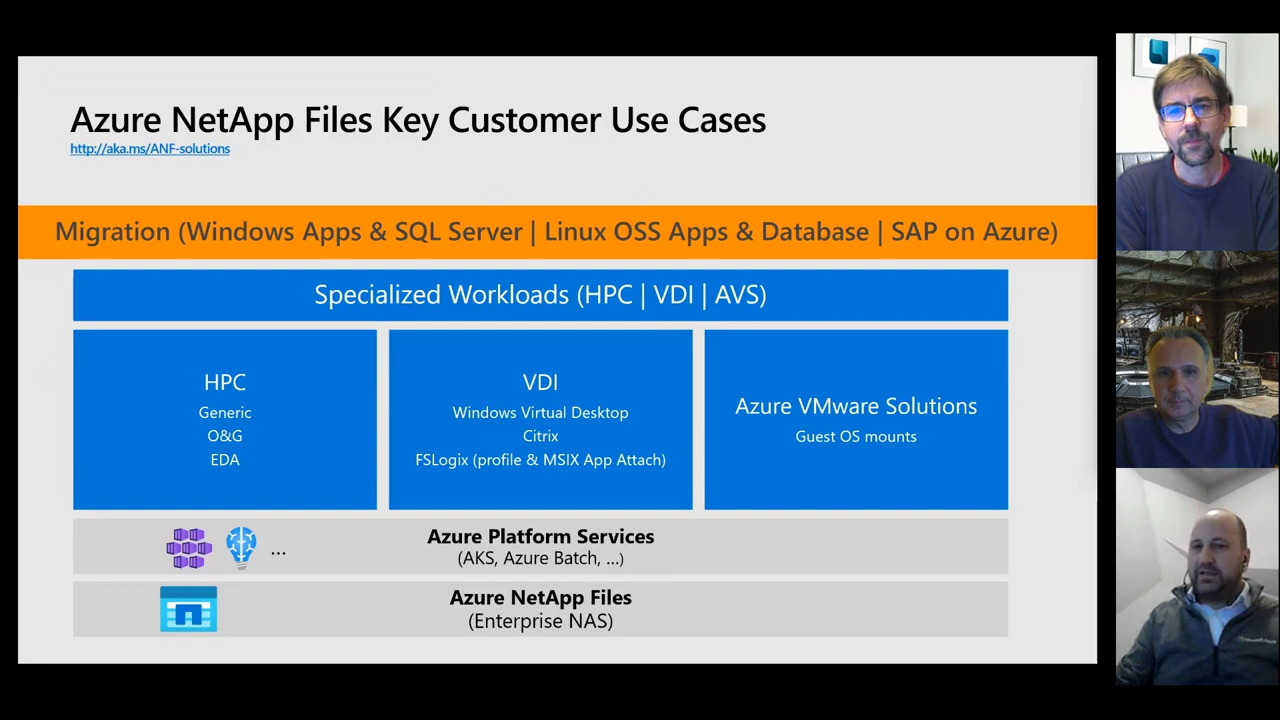 Azure NetApp Files Key Customer Use Cases
http://aka.ms/ANF-solutions
Migration (Windows Apps & SQL Server | Linux OSS Apps & Database | SAP on Azure)
Specialized Workloads (HPC | VDI | AVS)
HPC
Generic
O&G
EDA
VDI
Windows Virtual Desktop
Citrix
FSLogix (profile & MSIX App Attach)
Azure VMware Solutions
Guest OS mounts
...
Azure Platform Services
(AKS, Azure Batch, ...)
Azure NetApp Files
(Enterprise NAS)